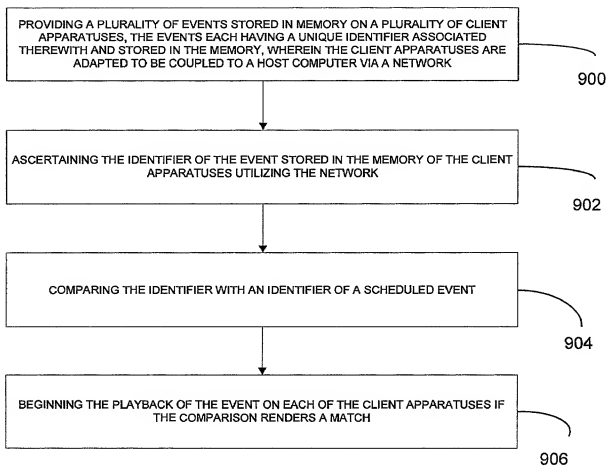 PROVIDING A PLURALITY OF EVENTS STORED IN MEMORY ON A PLURALITY OF CLIENT
APPARATUSES, THE EVENTS EACH HAVING A UNIQUE IDENTIFIER ASSOCIATED
THEREWITH AND STORED IN THE MEMORY, WHEREIN THE CLIENT APPARATUSES ARE
ADAPTED TO BE COUPLED TO A HOST COMPUTER VIA A NETWORK
900
ASCERTAINING THE IDENTIFIER OF THE EVENT STORED IN THE MEMORY OF THE CLIENT
APPARATUSES UTILIZING THE NETWORK
902
COMPARING THE IDENTIFIER WITH AN IDENTIFIER OF A SCHEDULED EVENT
904
BEGINNING THE PLAYBACK OF THE EVENT ON EACH OF THE CLIENT APPARATUSES IF
THE COMPARISON RENDERS A MATCH
906